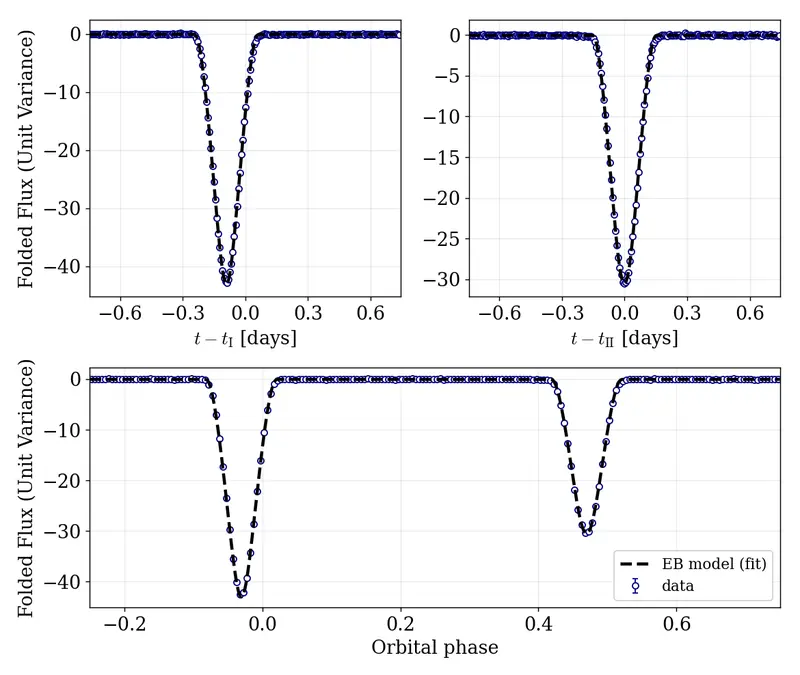 Folded Flux (Unit Variance)
0
−10
−20
−30
−40
−0.6 −0.3 0.0 0.3 0.6
t − t_I [days]
0
−5
−10
−15
−20
−25
−30
−0.6 −0.3 0.0 0.3 0.6
t − t_II [days]
Folded Flux (Unit Variance)
0
−10
−20
−30
−40
−0.2 0.0 0.2 0.4 0.6
Orbital phase
EB model (fit)
data